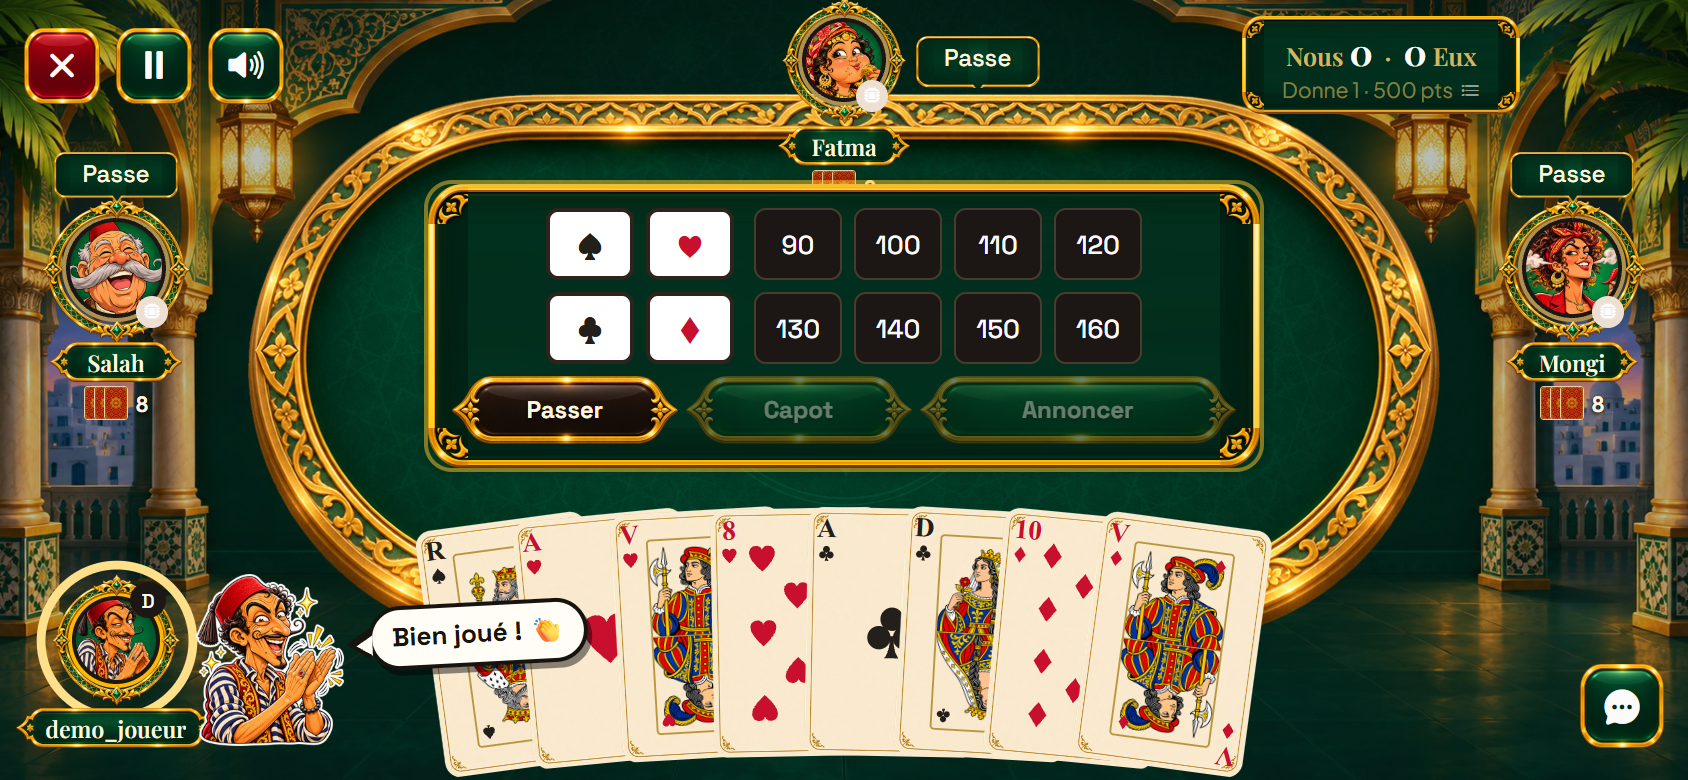 Passe
Nous 0 · 0 Eux
Donne 1 · 500 pts
Fatma
Passe
Passe
90
100
110
120
130
140
150
160
Salah
8
Mongi
8
Passer
Capot
Annoncer
R
A
V
8
A
D
10
V
V
D
Bien joué ! 👏
demo_joueur